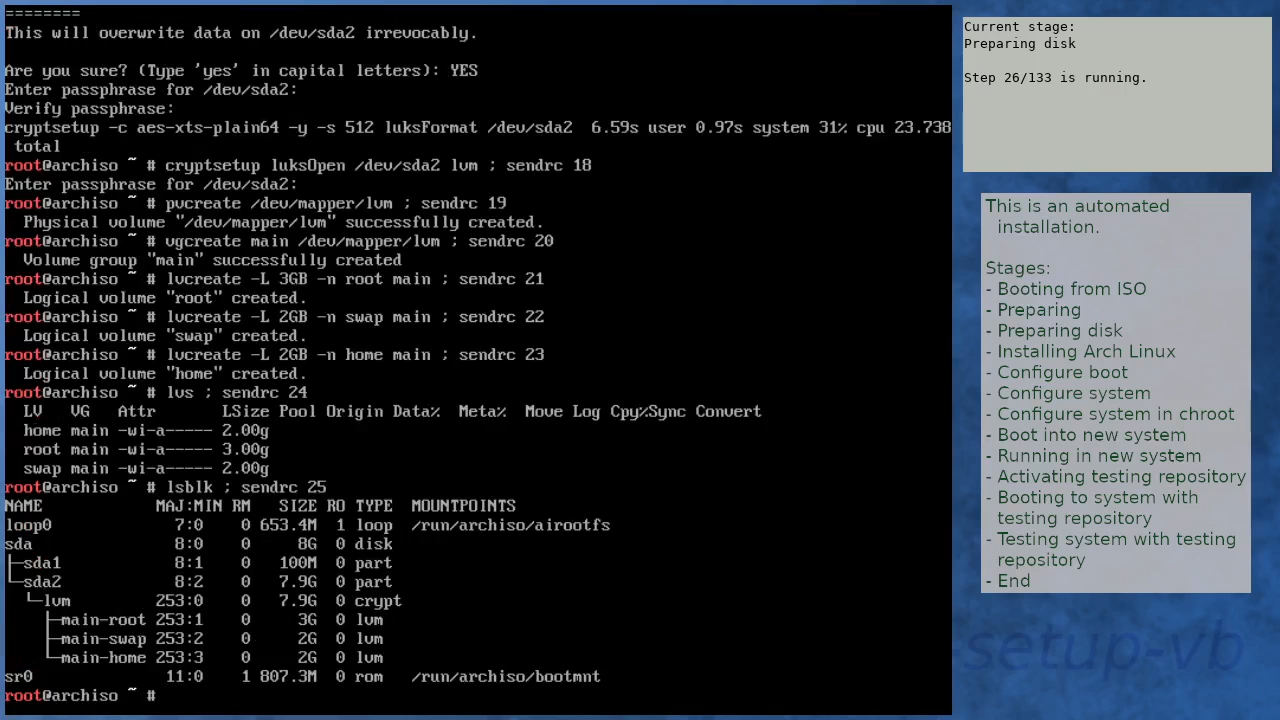 ========
This will overwrite data on /dev/sda2 irrevocably.
Are you sure? (Type 'yes' in capital letters): YES
Enter passphrase for /dev/sda2:
Verify passphrase:
cryptsetup -c aes-xts-plain64 -y -s 512 luksFormat /dev/sda2  6.59s user 0.97s system 31% cpu 23.738
 total
root@archiso ~ # cryptsetup luksOpen /dev/sda2 lvm ; sendrc 18
Enter passphrase for /dev/sda2:
root@archiso ~ # pvcreate /dev/mapper/lvm ; sendrc 19
  Physical volume "/dev/mapper/lvm" successfully created.
root@archiso ~ # vgcreate main /dev/mapper/lvm ; sendrc 20
  Volume group "main" successfully created
root@archiso ~ # lvcreate -L 3GB -n root main ; sendrc 21
  Logical volume "root" created.
root@archiso ~ # lvcreate -L 2GB -n swap main ; sendrc 22
  Logical volume "swap" created.
root@archiso ~ # lvcreate -L 2GB -n home main ; sendrc 23
  Logical volume "home" created.
root@archiso ~ # lvs ; sendrc 24
  LV   VG   Attr       LSize Pool Origin Data%  Meta%  Move Log Cpy%Sync Convert
  home main -wi-a----- 2.00g
  root main -wi-a----- 3.00g
  swap main -wi-a----- 2.00g
root@archiso ~ # lsblk ; sendrc 25
NAME            MAJ:MIN RM   SIZE RO TYPE  MOUNTPOINTS
loop0             7:0    0 653.4M  1 loop  /run/archiso/airootfs
sda               8:0    0     8G  0 disk
├─sda1            8:1    0   100M  0 part
└─sda2            8:2    0   7.9G  0 part
  └─lvm         253:0    0   7.9G  0 crypt
    ├─main-root 253:1    0     3G  0 lvm
    ├─main-swap 253:2    0     2G  0 lvm
    └─main-home 253:3    0     2G  0 lvm
sr0              11:0    1 807.3M  0 rom   /run/archiso/bootmnt
root@archiso ~ #
Current stage:
Preparing disk
Step 26/133 is running.
This is an automated
installation.
Stages:
- Booting from ISO
- Preparing
- Preparing disk
- Installing Arch Linux
- Configure boot
- Configure system
- Configure system in chroot
- Boot into new system
- Running in new system
- Activating testing repository
- Booting to system with
testing repository
- Testing system with testing
repository
- End
-setup-vb